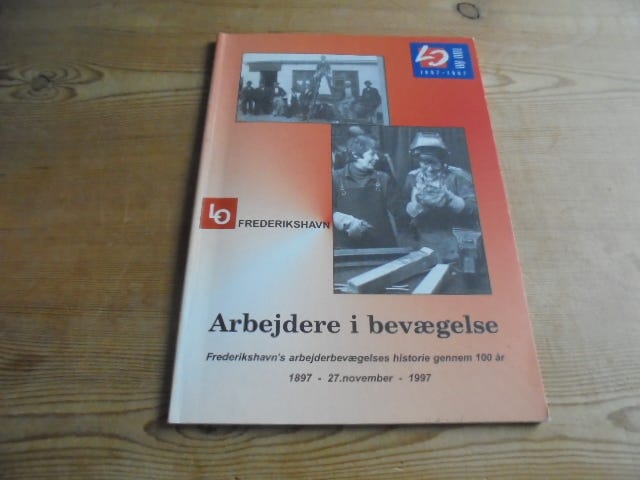 LO
1897-1997
LO
FREDERIKSHAVN
Arbejdere i bevægelse
Frederikshavn's arbejderbevægelses historie gennem 100 år
1897 - 27.november - 1997